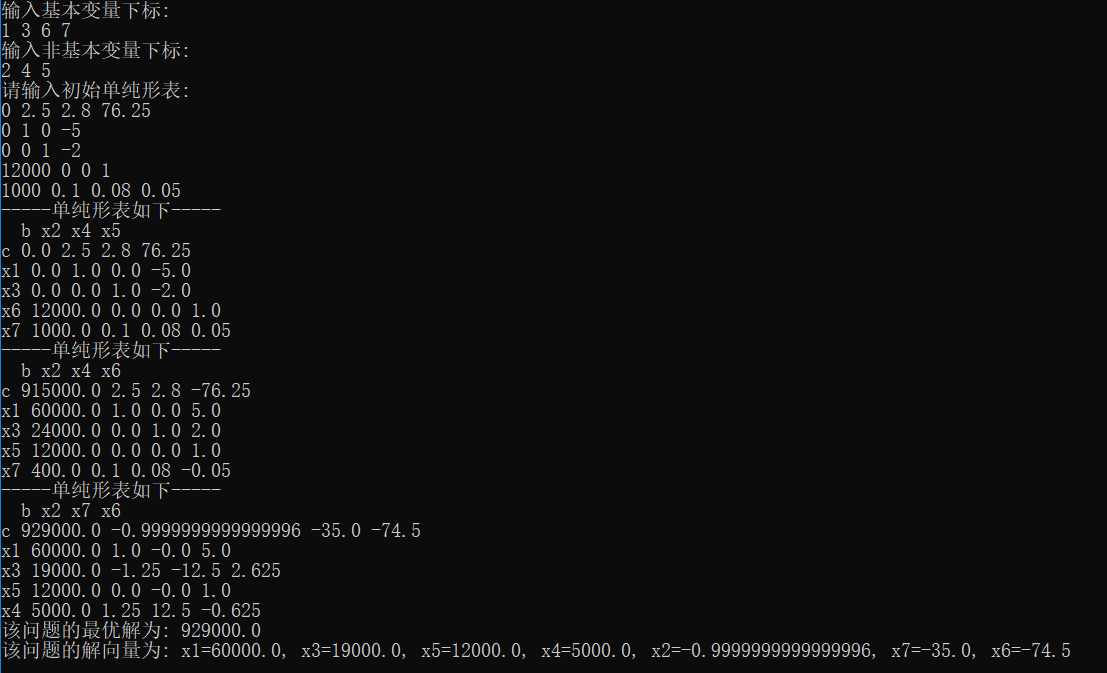 输入基本变量下标:
1 3 6 7
输入非基本变量下标:
2 4 5
请输入初始单纯形表:
0 2.5 2.8 76.25
0 1 0 -5
0 0 1 -2
12000 0 0 1
1000 0.1 0.08 0.05
-----单纯形表如下-----
b x2 x4 x5
c 0.0 2.5 2.8 76.25
x1 0.0 1.0 0.0 -5.0
x3 0.0 0.0 1.0 -2.0
x6 12000.0 0.0 0.0 1.0
x7 1000.0 0.1 0.08 0.05
-----单纯形表如下-----
b x2 x4 x6
c 915000.0 2.5 2.8 -76.25
x1 60000.0 1.0 0.0 5.0
x3 24000.0 0.0 1.0 2.0
x5 12000.0 0.0 0.0 1.0
x7 400.0 0.1 0.08 -0.05
-----单纯形表如下-----
b x2 x7 x6
c 929000.0 -0.9999999999999996 -35.0 -74.5
x1 60000.0 1.0 -0.0 5.0
x3 19000.0 -1.25 -12.5 2.625
x5 12000.0 0.0 -0.0 1.0
x4 5000.0 1.25 12.5 -0.625
该问题的最优解为: 929000.0
该问题的解向量为: x1=60000.0, x3=19000.0, x5=12000.0, x4=5000.0, x2=-0.9999999999999996, x7=-35.0, x6=-74.5